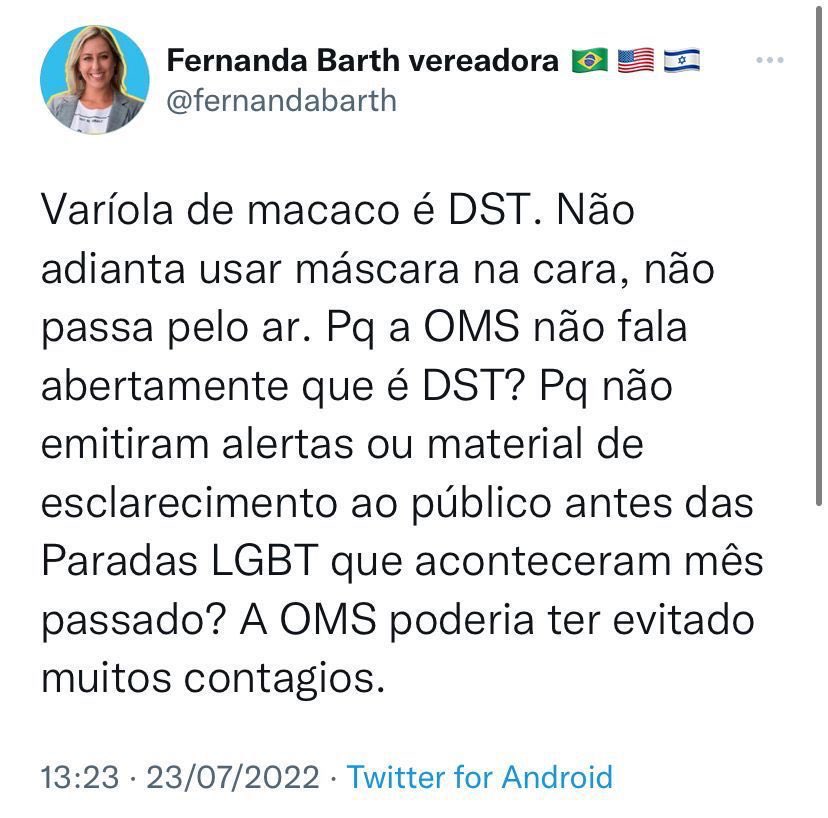 Fernanda Barth vereadora 🇧🇷 🇺🇸 🇮🇱
@fernandabarth
Varíola de macaco é DST. Não
adianta usar máscara na cara, não
passa pelo ar. Pq a OMS não fala
abertamente que é DST? Pq não
emitiram alertas ou material de
esclarecimento ao público antes das
Paradas LGBT que aconteceram mês
passado? A OMS poderia ter evitado
muitos contagios.
13:23 · 23/07/2022 · Twitter for Android